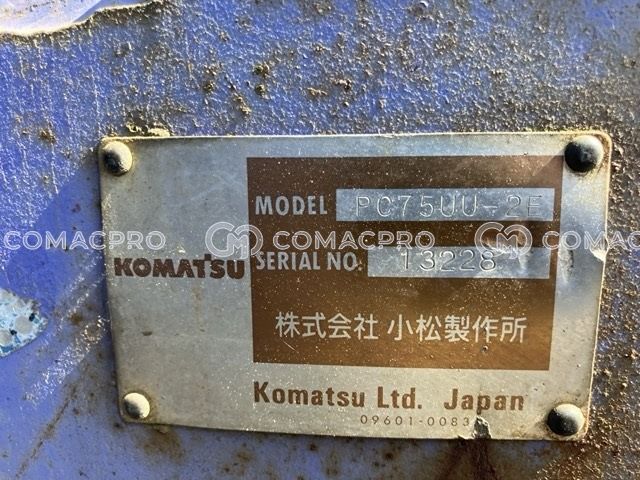 MODEL PC75UU-2E
COMACPRO COMACPRO COMACPRO
KOMATSU SERIAL NO. 13228
株式会社 小松製作所
Komatsu Ltd. Japan
09601-0083